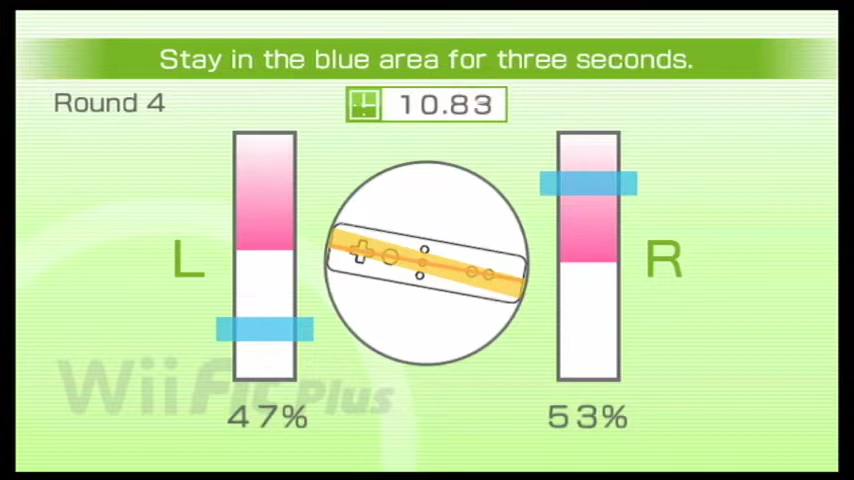 Stay in the blue area for three seconds.
Round 4
10.83
L
R
Wii Fit Plus
47%
53%